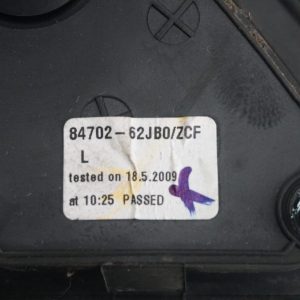 84702-62JB0/ZCF
L
tested on 18.5.2009
at 10:25 PASSED